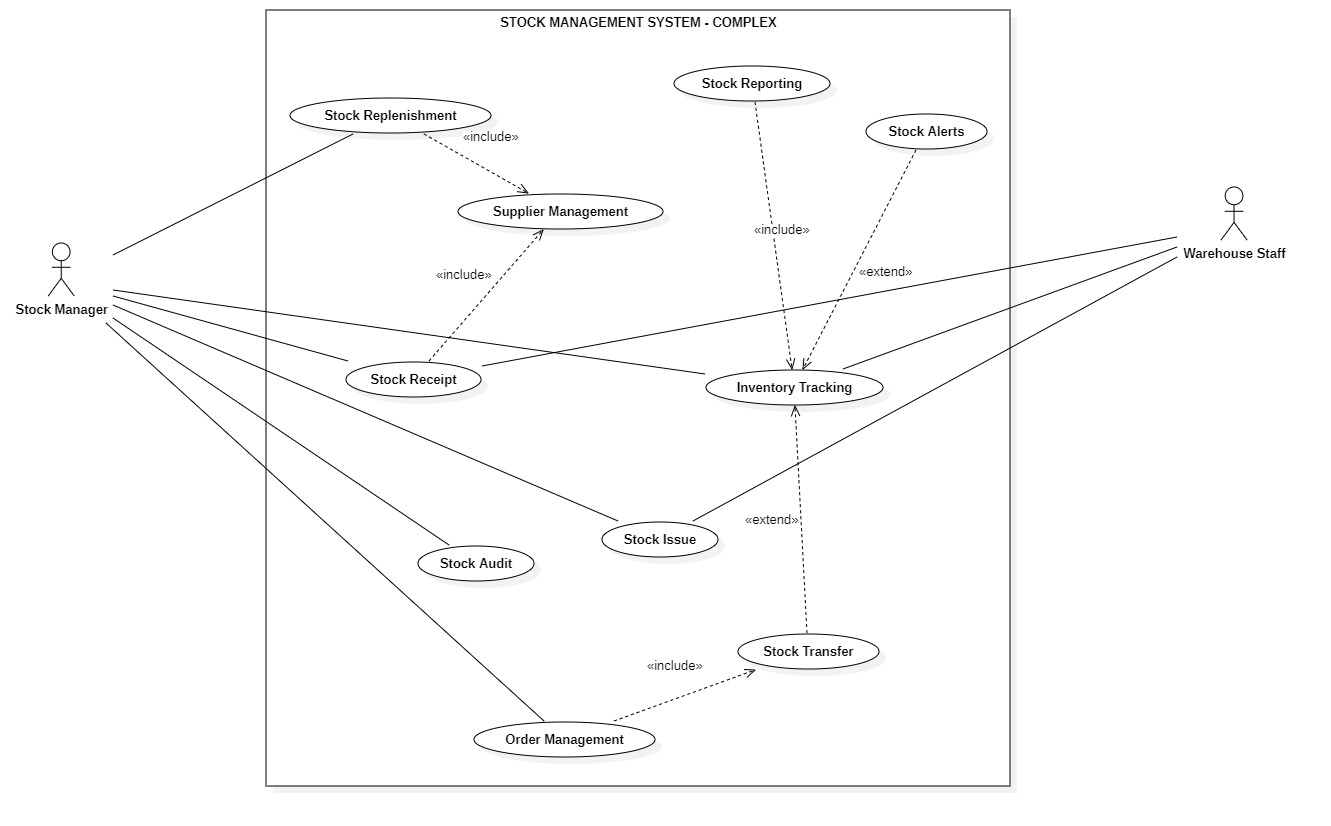 STOCK MANAGEMENT SYSTEM - COMPLEX
Stock Reporting
Stock Replenishment
Stock Alerts
«include»
Supplier Management
«include»
Warehouse Staff
«include»
«extend»
Stock Manager
Stock Receipt
Inventory Tracking
«extend»
Stock Issue
Stock Audit
Stock Transfer
«include»
Order Management